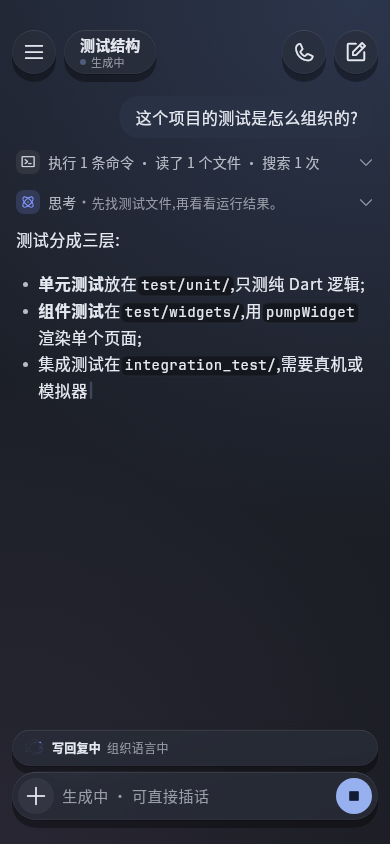 测试结构
生成中
这个项目的测试是怎么组织的?
执行 1 条命令 · 读了 1 个文件 · 搜索 1 次
思考 · 先找测试文件,再看看运行结果。
测试分成三层:
• 单元测试放在 test/unit/,只测纯 Dart 逻辑;
• 组件测试在 test/widgets/,用 pumpWidget
渲染单个页面;
• 集成测试在 integration_test/,需要真机或
模拟器
写回复中 组织语言中
生成中 · 可直接插话